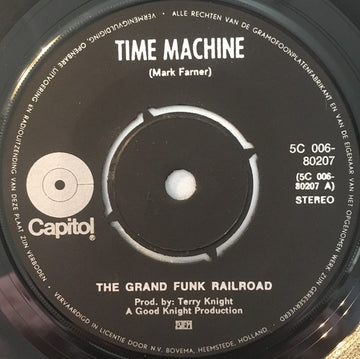 TIME MACHINE
(Mark Farner)
5C 006-
80207
(5C 006-
80207 A)
STEREO
Capitol®
THE GRAND FUNK RAILROAD
Prod. by: Terry Knight
A Good Knight Production
ALLE RECHTEN VAN DE GRAMOFOONPLATENFABRIKANT EN VAN DE EIGENAAR VAN HET OPGENOMEN WERK ZIJN GERESERVEERD
VERMENIGVULDIGING, OPENBARE UITVOERING EN RADIOUITZENDING VAN DEZE PLAAT ZIJN VERBODEN
VERVAARDIGD IN LICENTIE DOOR N.V. BOVEMA, HEEMSTEDE, HOLLAND